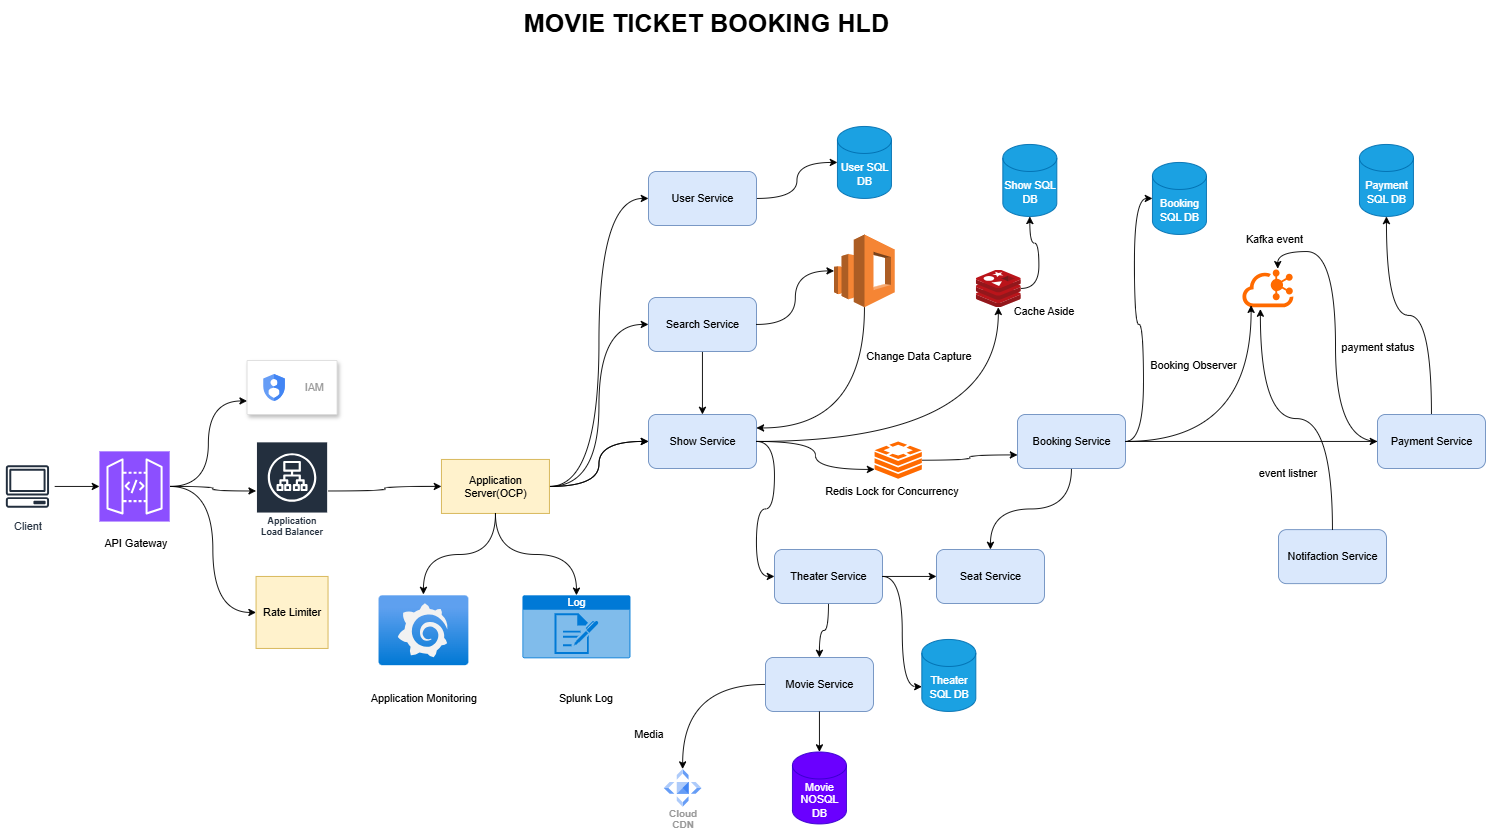 MOVIE TICKET BOOKING HLD
User SQL
DB
Show SQL
DB
Booking
SQL DB
Payment
SQL DB
User Service
Kafka event
Search Service
Cache Aside
Change Data Capture
Booking Observer
payment status
IAM
Show Service
Booking Service
Payment Service
Application
Server(OCP)
Redis Lock for Concurrency
event listner
Client
Application
Load Balancer
API Gateway
Notifaction Service
Theater Service
Seat Service
Rate Limiter
Log
Theater
SQL DB
Movie Service
Application Monitoring
Splunk Log
Media
Movie
NOSQL
DB
Cloud
CDN